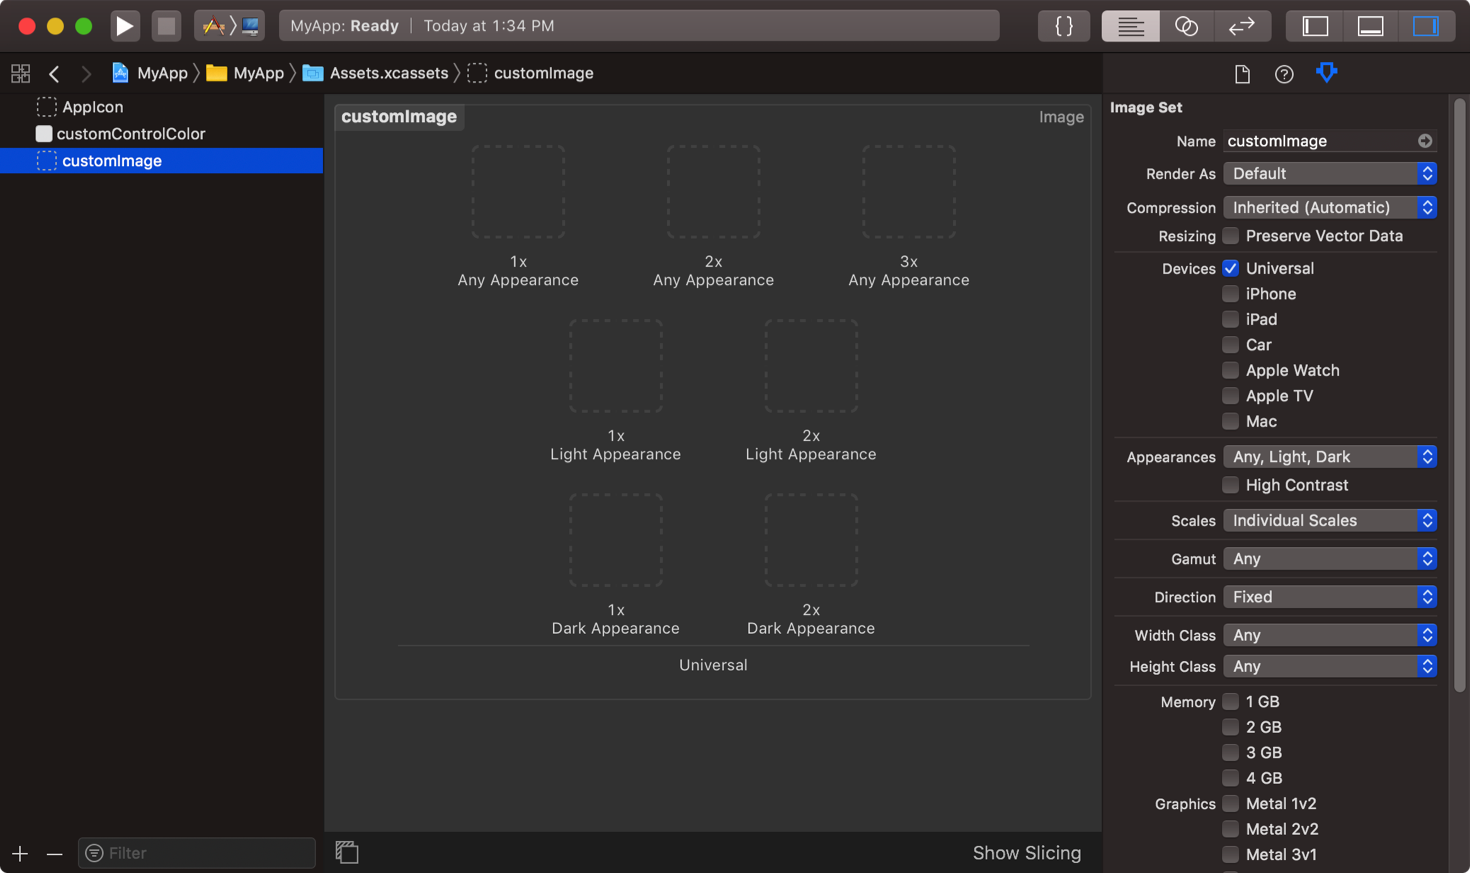 MyApp: Ready | Today at 1:34 PM
{ }
MyApp
MyApp
Assets.xcassets
customImage
AppIcon
customControlColor
customImage
customImage
Image
1x
Any Appearance
2x
Any Appearance
3x
Any Appearance
1x
Light Appearance
2x
Light Appearance
1x
Dark Appearance
2x
Dark Appearance
Universal
Filter
Show Slicing
Image Set
Name customImage
Render As Default
Compression Inherited (Automatic)
Resizing Preserve Vector Data
Devices Universal
iPhone
iPad
Car
Apple Watch
Apple TV
Mac
Appearances Any, Light, Dark
High Contrast
Scales Individual Scales
Gamut Any
Direction Fixed
Width Class Any
Height Class Any
Memory 1 GB
2 GB
3 GB
4 GB
Graphics Metal 1v2
Metal 2v2
Metal 3v1